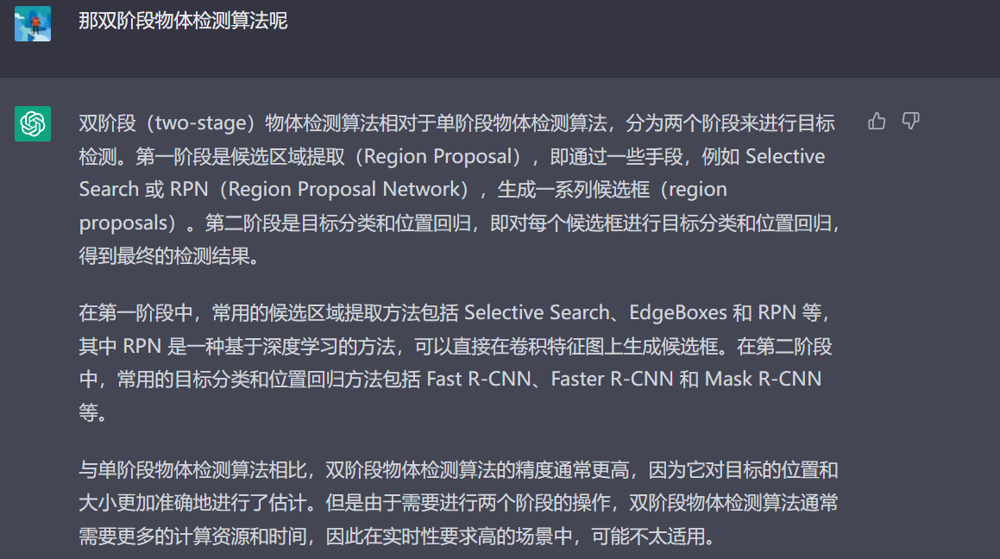 那双阶段物体检测算法呢
双阶段（two-stage）物体检测算法相对于单阶段物体检测算法，分为两个阶段来进行目标
检测。第一阶段是候选区域提取（Region Proposal），即通过一些手段，例如 Selective
Search 或 RPN（Region Proposal Network），生成一系列候选框（region
proposals）。第二阶段是目标分类和位置回归，即对每个候选框进行目标分类和位置回归，
得到最终的检测结果。
在第一阶段中，常用的候选区域提取方法包括 Selective Search、EdgeBoxes 和 RPN 等，
其中 RPN 是一种基于深度学习的方法，可以直接在卷积特征图上生成候选框。在第二阶段
中，常用的目标分类和位置回归方法包括 Fast R-CNN、Faster R-CNN 和 Mask R-CNN
等。
与单阶段物体检测算法相比，双阶段物体检测算法的精度通常更高，因为它对目标的位置和
大小更加准确地进行了估计。但是由于需要进行两个阶段的操作，双阶段物体检测算法通常
需要更多的计算资源和时间，因此在实时性要求高的场景中，可能不太适用。